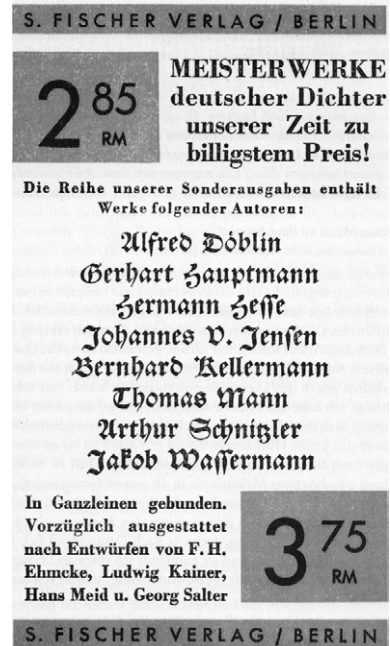 S. FISCHER VERLAG / BERLIN
2 85
RM
MEISTERWERKE
deutscher Dichter
unserer Zeit zu
billigstem Preis!
Die Reihe unserer Sonderausgaben enthält
Werke folgender Autoren:
Alfred Döblin
Gerhart Hauptmann
Hermann Hesse
Johannes V. Jensen
Bernhard Kellermann
Thomas Mann
Arthur Schnitzler
Jakob Wassermann
In Ganzleinen gebunden.
Vorzüglich ausgestattet
nach Entwürfen von F. H.
Ehmcke, Ludwig Kainer,
Hans Meid u. Georg Salter
3 75
RM
S. FISCHER VERLAG / BERLIN